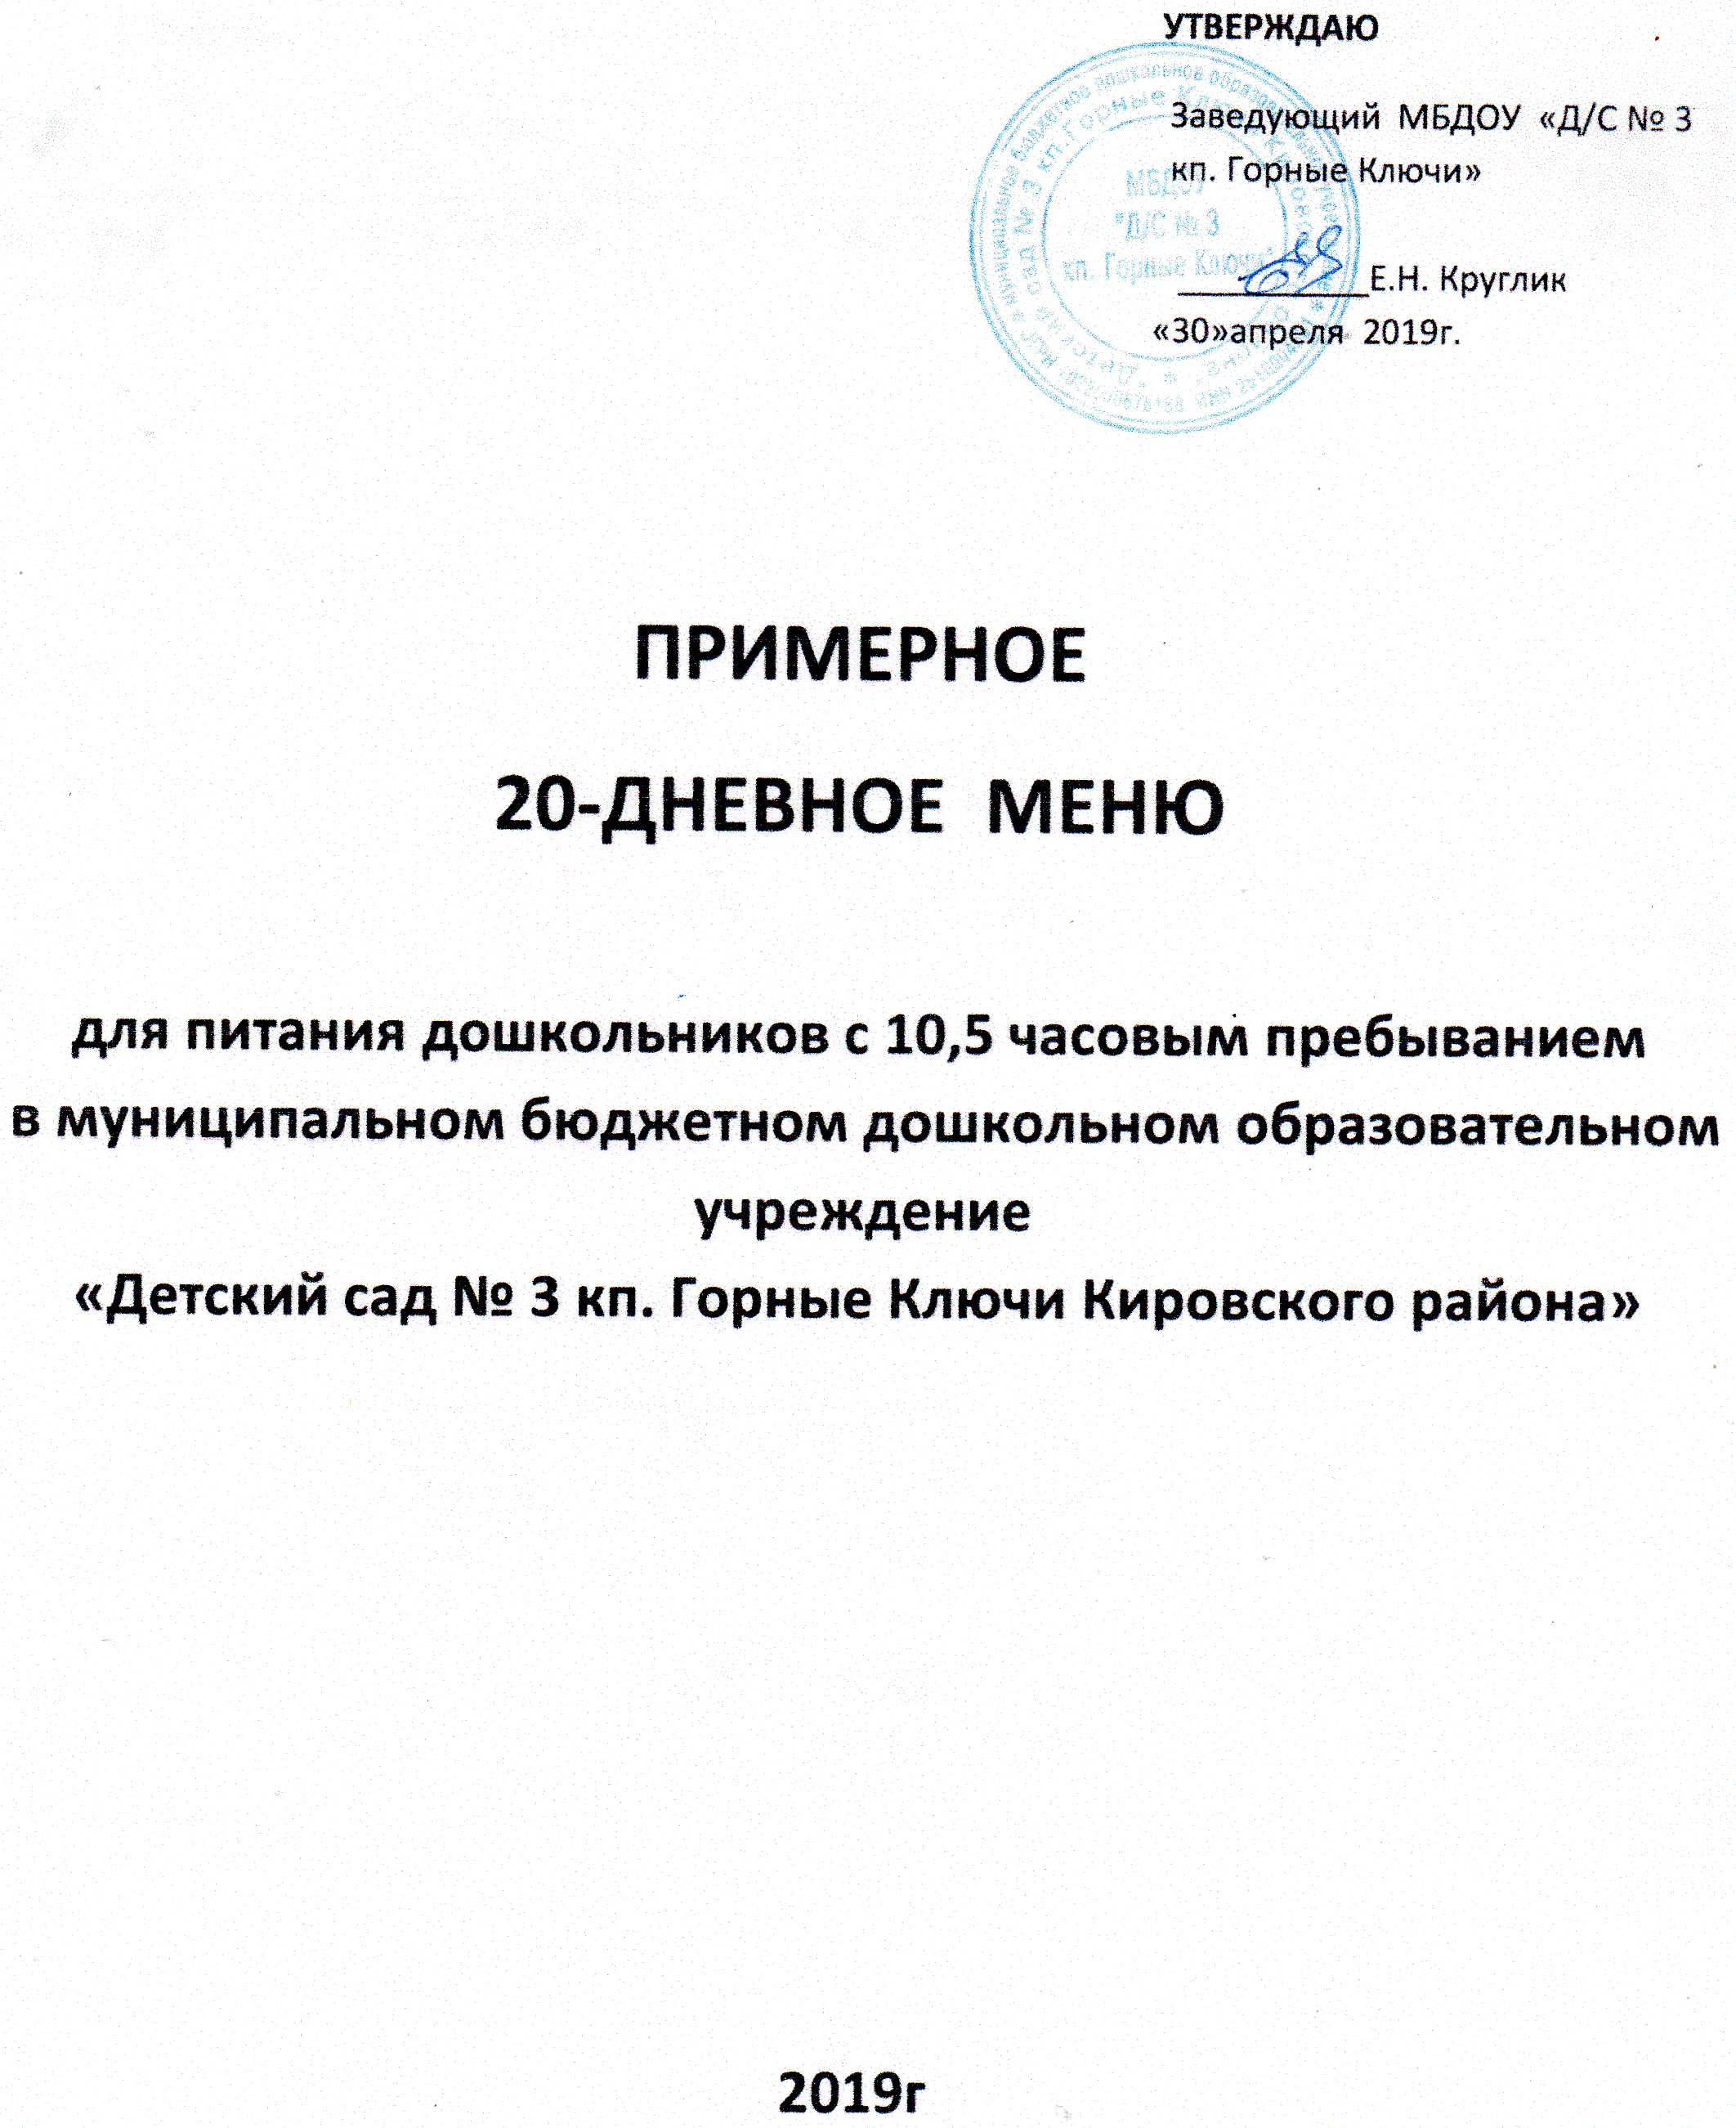 УТВЕРЖДАЮ
Заведующий МБДОУ «Д/С № 3
кп. Горные Ключи»
МБДОУ
"Д/С № 3
кп. Горные Ключи"
Е.Н. Круглик
«30»апреля 2019г.
ПРИМЕРНОЕ
20-ДНЕВНОЕ МЕНЮ
для питания дошкольников с 10,5 часовым пребыванием
в муниципальном бюджетном дошкольном образовательном
учреждение
«Детский сад № 3 кп. Горные Ключи Кировского района»
2019г